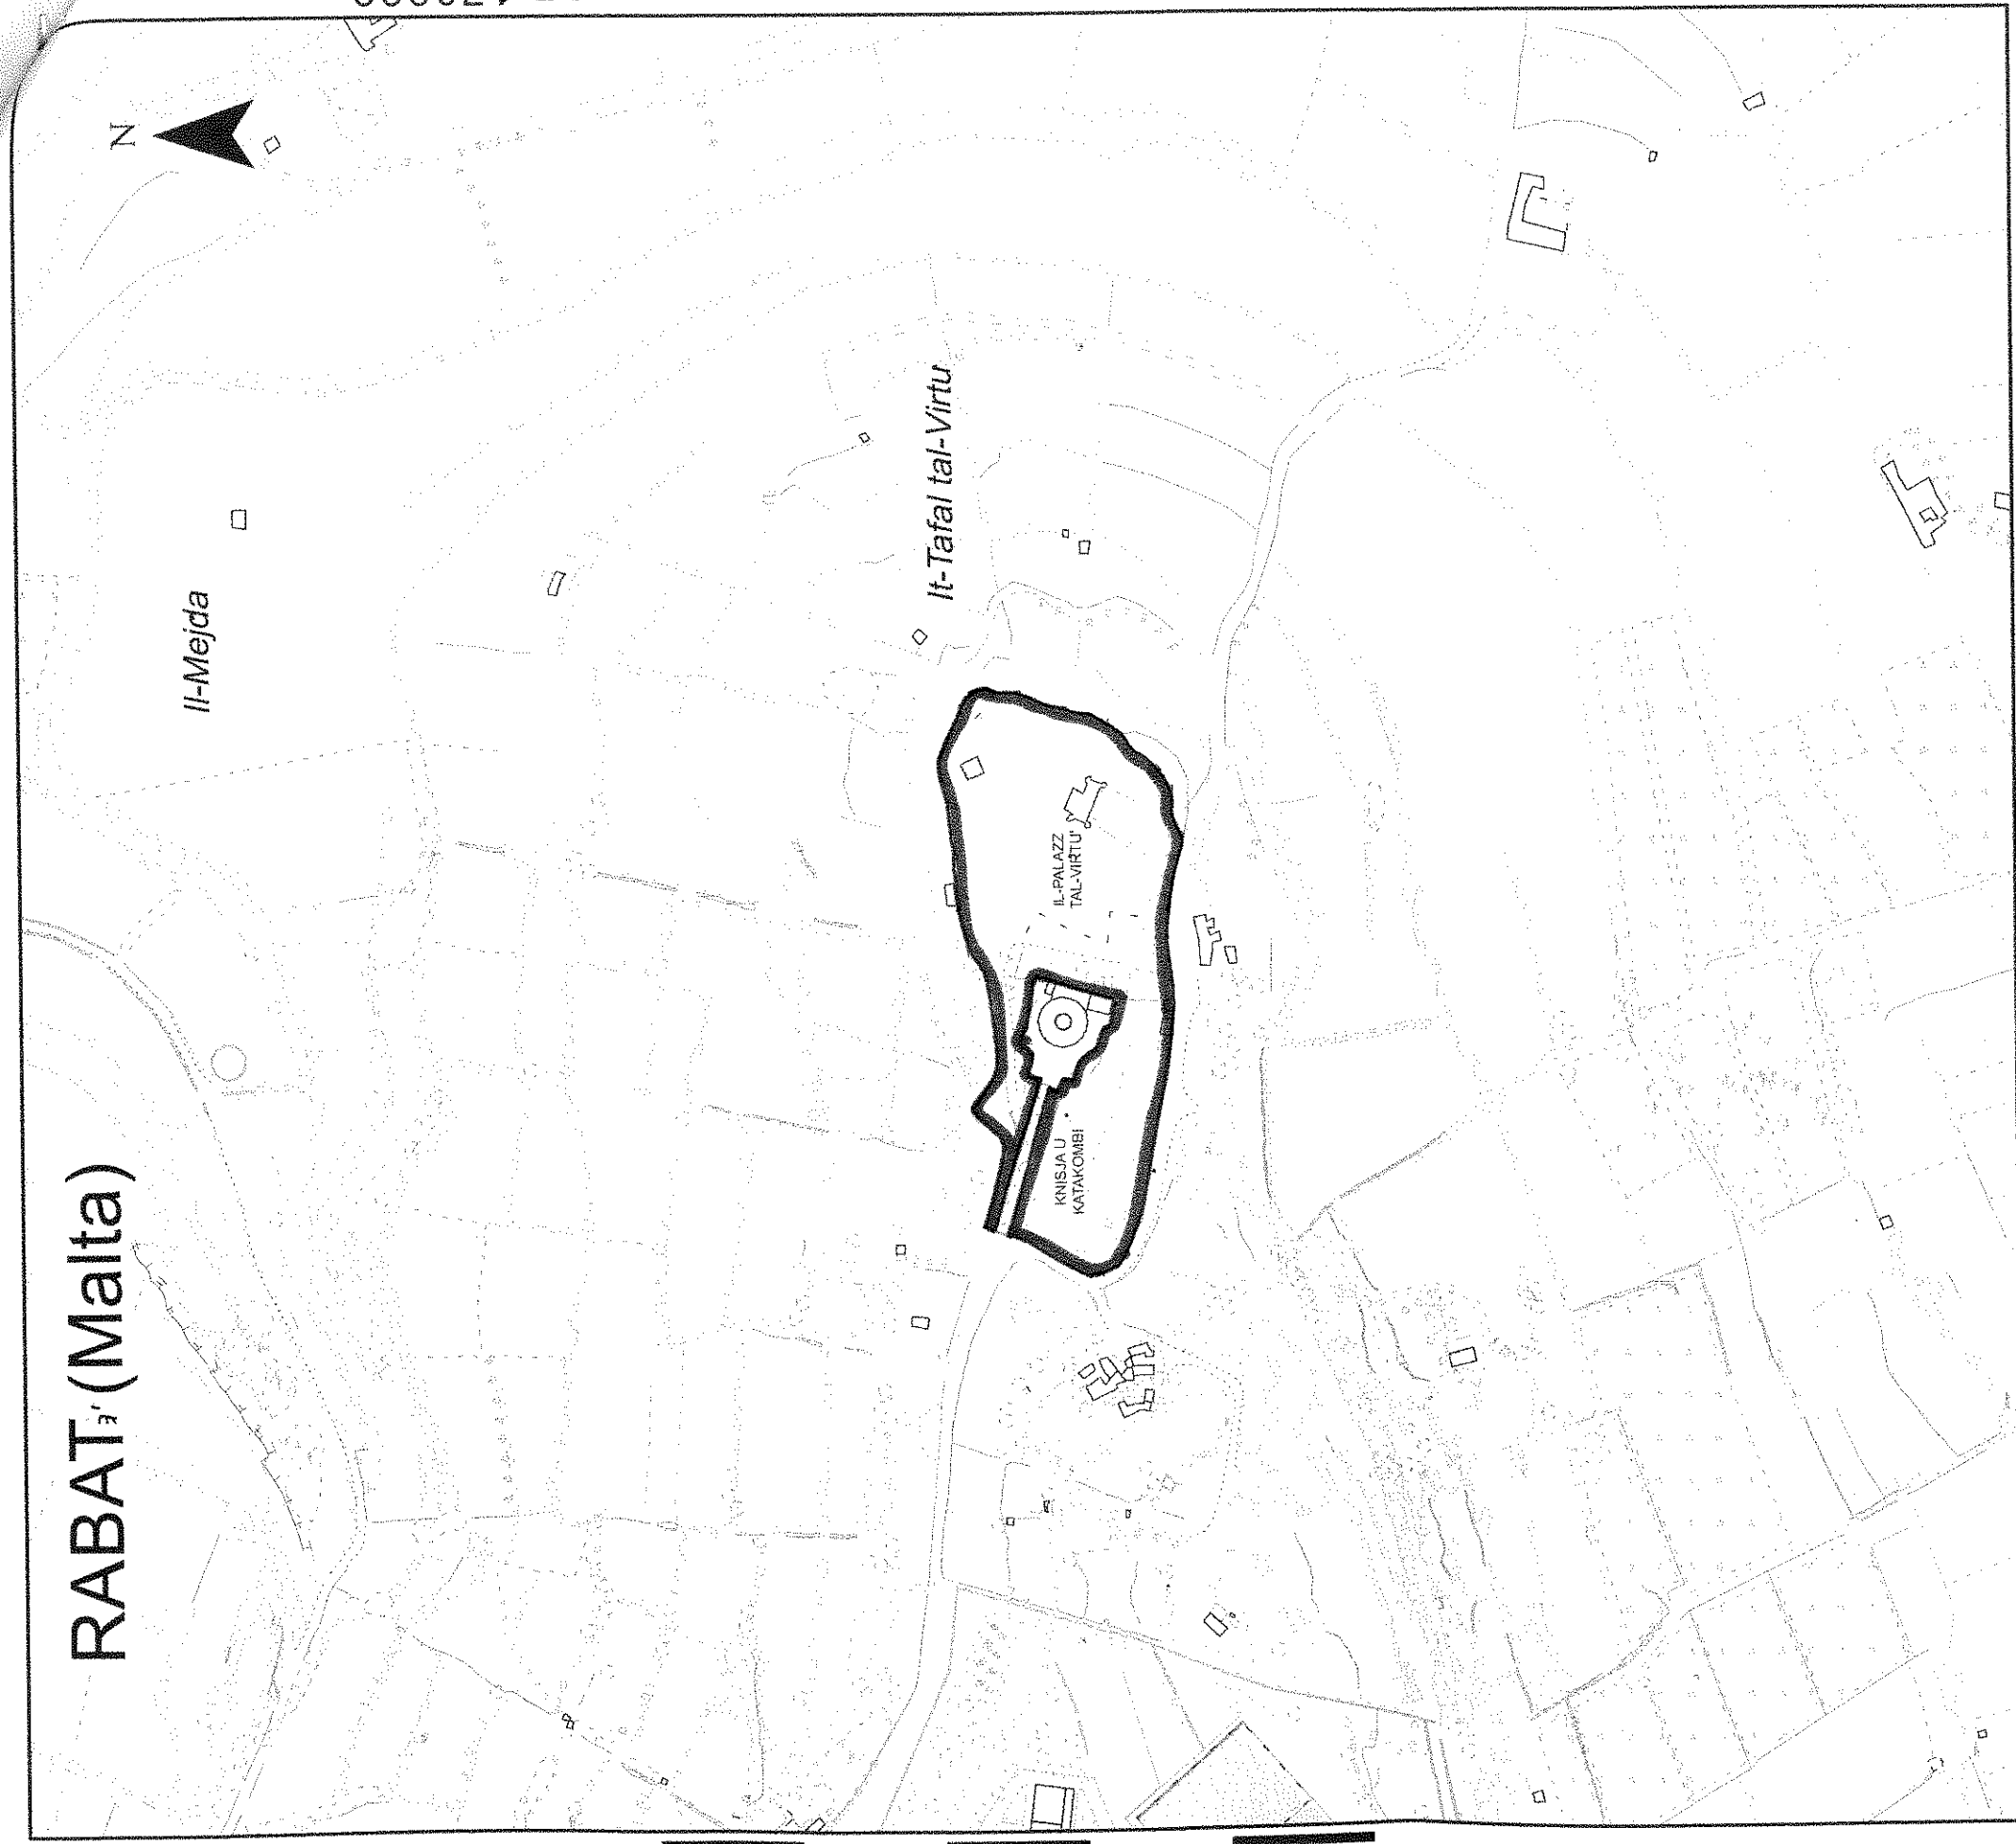 RABAT (Malta)
N
Il-Mejda
It-Tafal tal-Virtu
IL-PALAZZ
TAL-VIRTU'
KNISJA U
KATAKOMBI